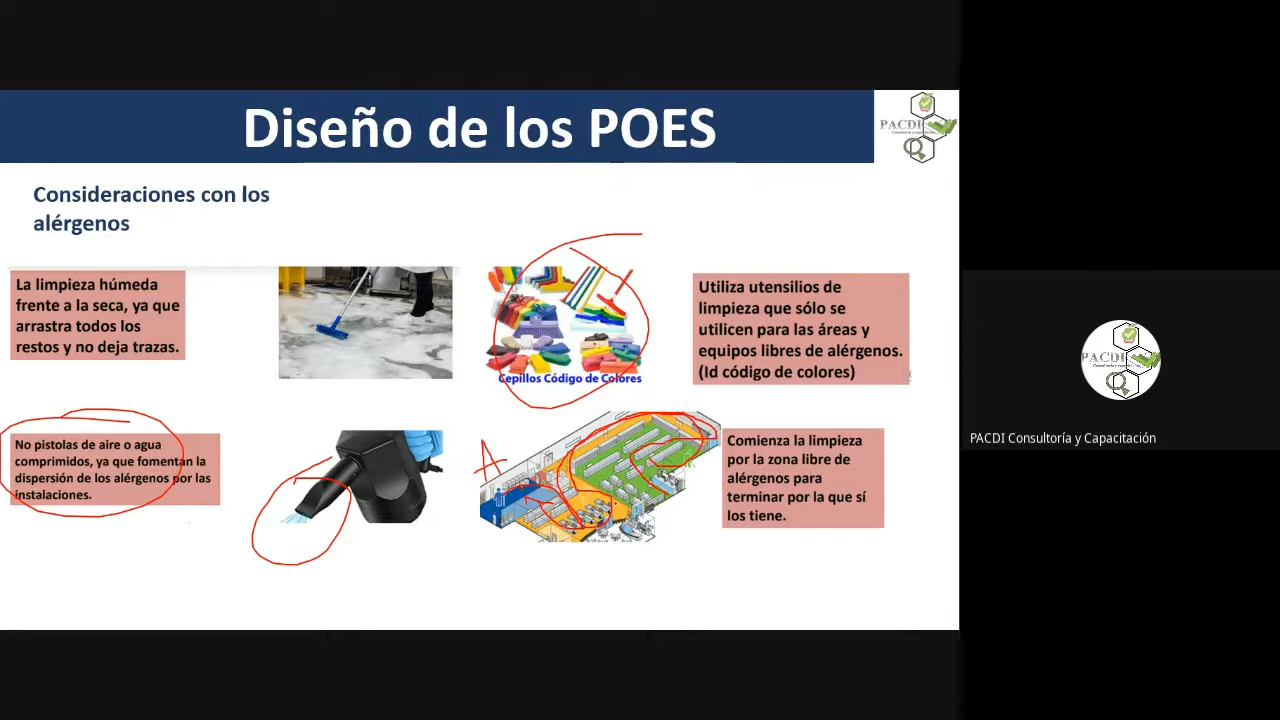 Diseño de los POES
PACDI
Consideraciones con los
alérgenos
La limpieza húmeda
frente a la seca, ya que
arrastra todos los
restos y no deja trazas.
Cepillos Código de Colores
Utiliza utensilios de
limpieza que sólo se
utilicen para las áreas y
equipos libres de alérgenos.
(Id código de colores)
No pistolas de aire o agua
comprimidos, ya que fomentan la
dispersión de los alérgenos por las
instalaciones.
A
Comienza la limpieza
por la zona libre de
alérgenos para
terminar por la que sí
los tiene.
PACDI
PACDI Consultoría y Capacitación